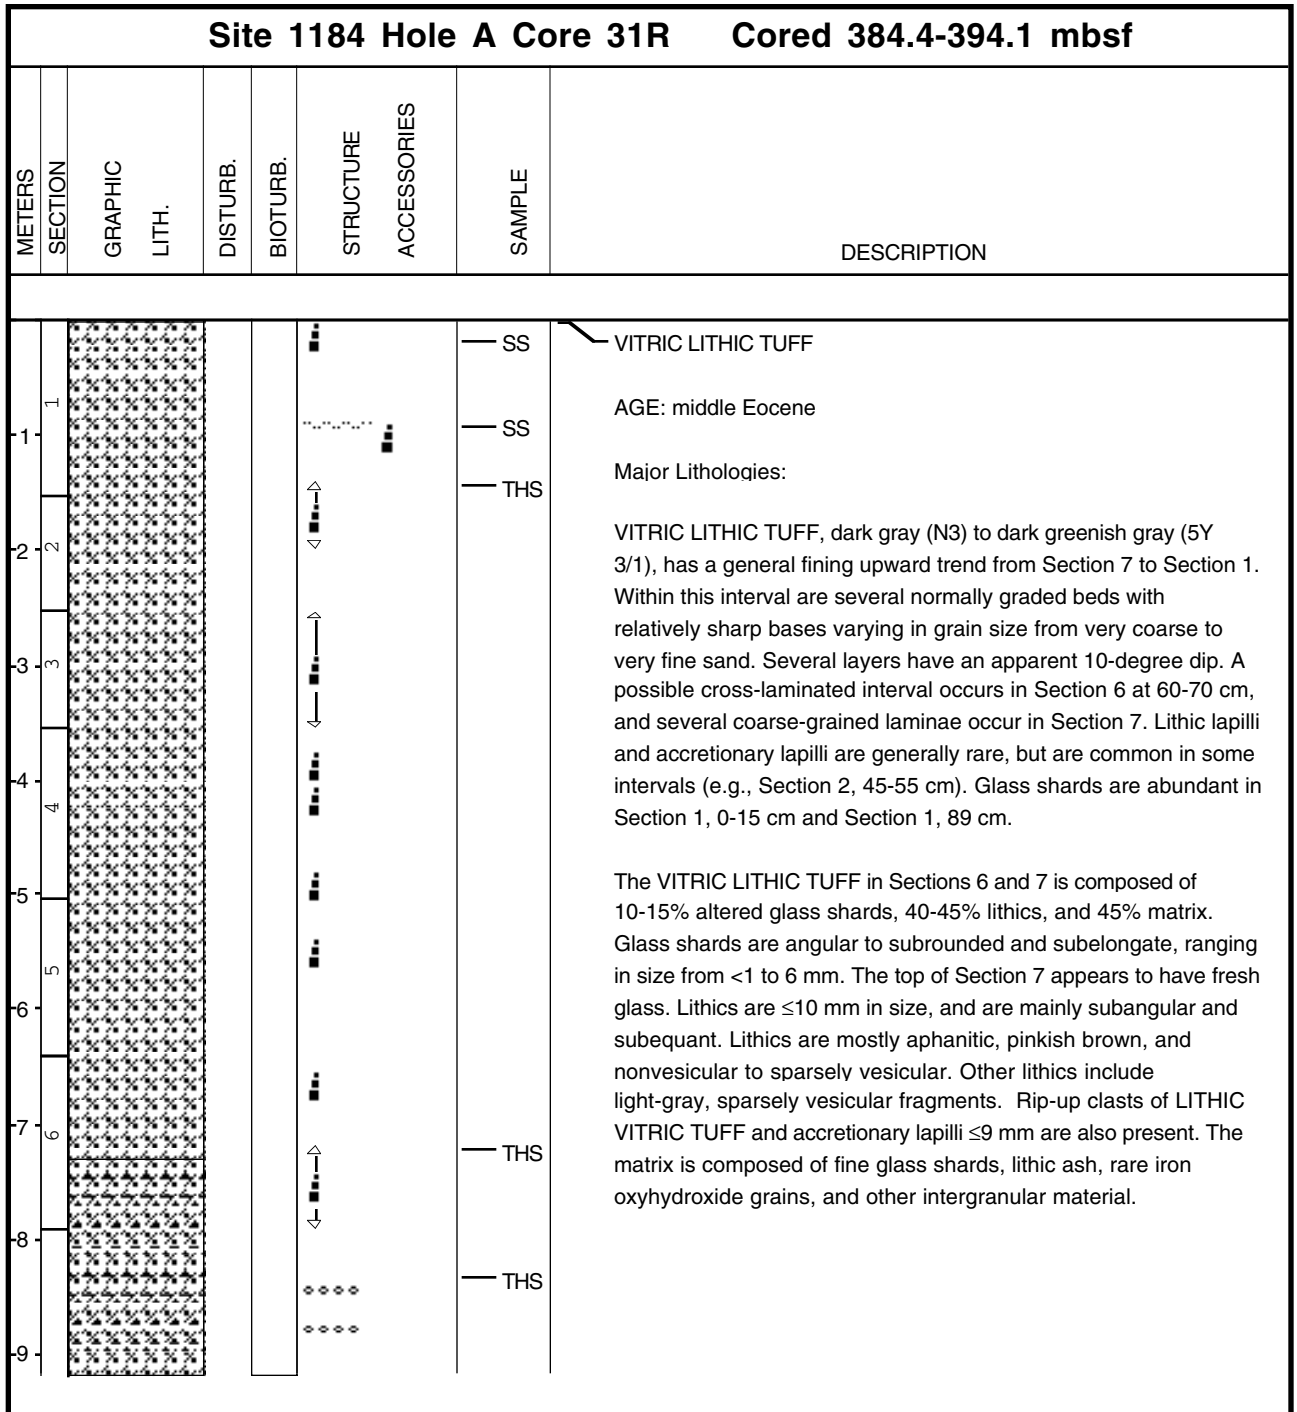 Site 1184 Hole A Core 31R Cored 384.4-394.1 mbsf
METERS
SECTION
GRAPHIC
LITH.
DISTURB.
BIOTURB.
STRUCTURE
ACCESSORIES
SAMPLE
DESCRIPTION
1
2
3
4
5
6
7
8
9
1
2
3
4
5
6
SS
SS
THS
THS
THS
VITRIC LITHIC TUFF
AGE: middle Eocene
Major Lithologies:
VITRIC LITHIC TUFF, dark gray (N3) to dark greenish gray (5Y
3/1), has a general fining upward trend from Section 7 to Section 1.
Within this interval are several normally graded beds with
relatively sharp bases varying in grain size from very coarse to
very fine sand. Several layers have an apparent 10-degree dip. A
possible cross-laminated interval occurs in Section 6 at 60-70 cm,
and several coarse-grained laminae occur in Section 7. Lithic lapilli
and accretionary lapilli are generally rare, but are common in some
intervals (e.g., Section 2, 45-55 cm). Glass shards are abundant in
Section 1, 0-15 cm and Section 1, 89 cm.
The VITRIC LITHIC TUFF in Sections 6 and 7 is composed of
10-15% altered glass shards, 40-45% lithics, and 45% matrix.
Glass shards are angular to subrounded and subelongate, ranging
in size from <1 to 6 mm. The top of Section 7 appears to have fresh
glass. Lithics are ≤10 mm in size, and are mainly subangular and
subequant. Lithics are mostly aphanitic, pinkish brown, and
nonvesicular to sparsely vesicular. Other lithics include
light-gray, sparsely vesicular fragments. Rip-up clasts of LITHIC
VITRIC TUFF and accretionary lapilli ≤9 mm are also present. The
matrix is composed of fine glass shards, lithic ash, rare iron
oxyhydroxide grains, and other intergranular material.